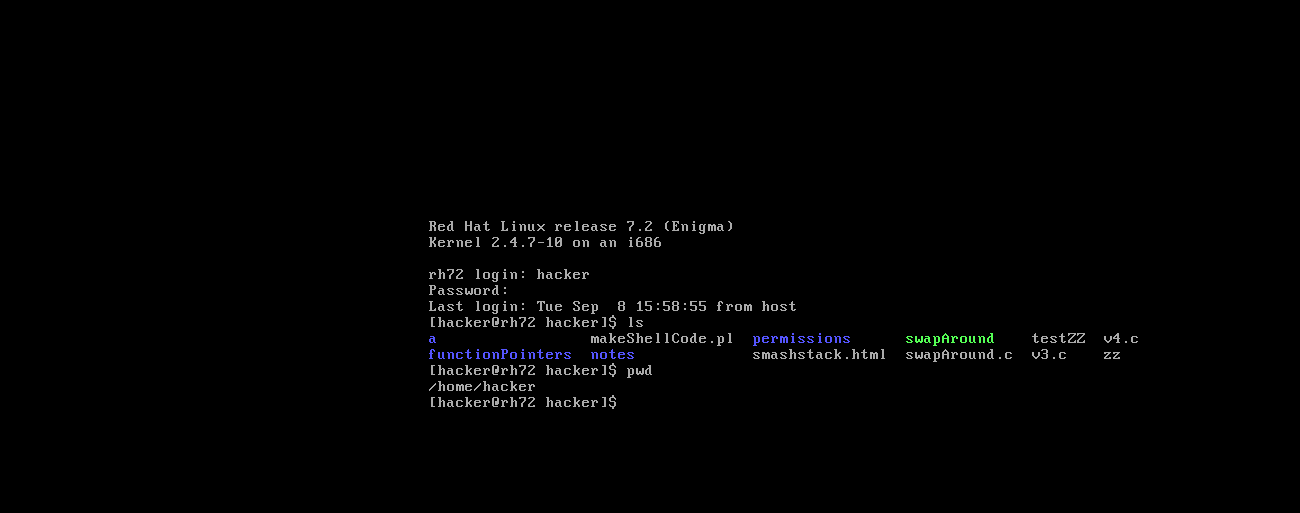 Red Hat Linux release 7.2 (Enigma)
Kernel 2.4.7-10 on an i686
rh72 login: hacker
Password:
Last login: Tue Sep  8 15:58:55 from host
[hacker@rh72 hacker]$ ls
a                 makeShellCode.pl  permissions      swapAround    testZZ  v4.c
functionPointers  notes             smashstack.html  swapAround.c  v3.c    zz
[hacker@rh72 hacker]$ pwd
/home/hacker
[hacker@rh72 hacker]$